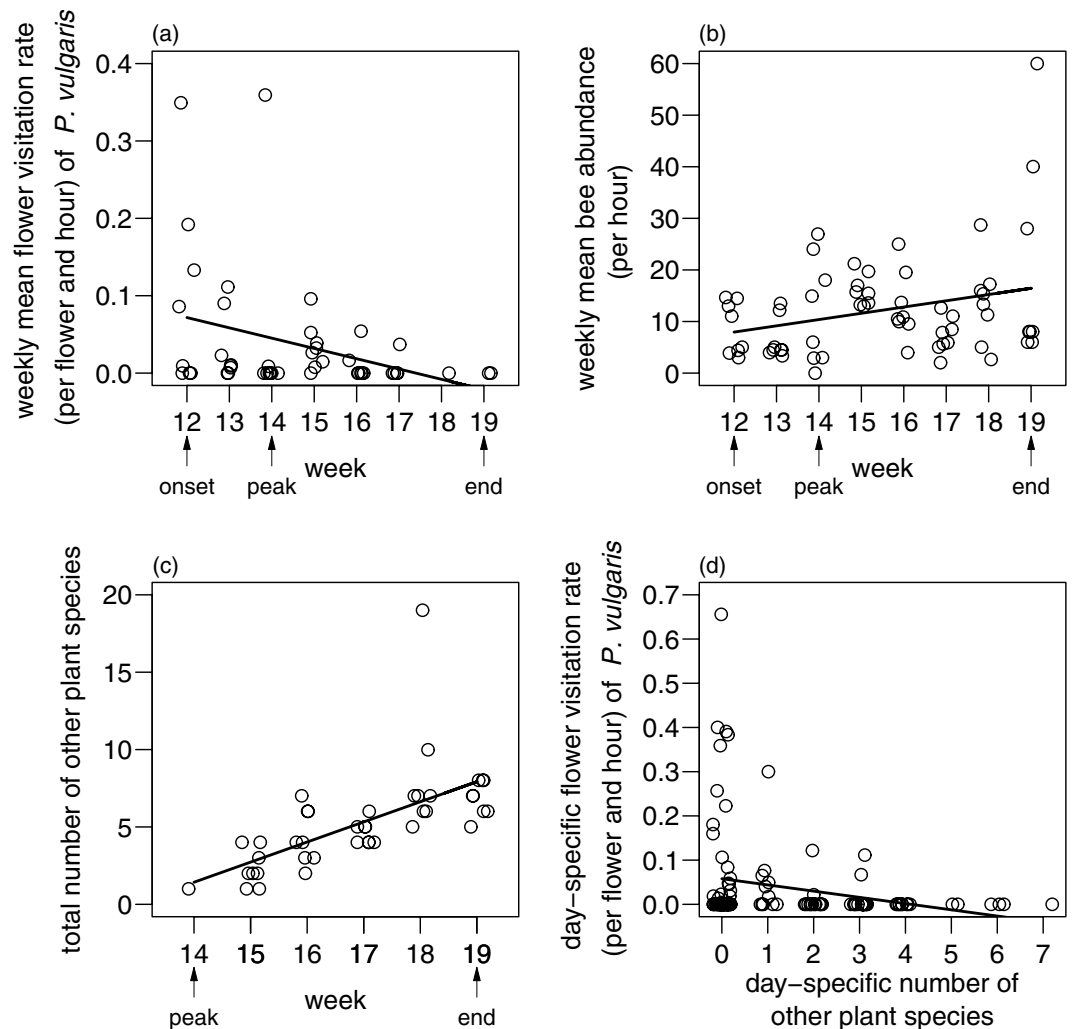 (a)
weekly mean flower visitation rate
(per flower and hour) of P. vulgaris
0.4
0.3
0.2
0.1
0.0
12 13 14 15 16 17 18 19
week
onset peak end
(b)
weekly mean bee abundance
(per hour)
60
50
40
30
20
10
0
12 13 14 15 16 17 18 19
week
onset peak end
(c)
total number of other plant species
20
15
10
5
0
14 15 16 17 18 19
week
peak end
(d)
day−specific flower visitation rate
(per flower and hour) of P. vulgaris
0.7
0.6
0.5
0.4
0.3
0.2
0.1
0.0
0 1 2 3 4 5 6 7
day−specific number of
other plant species